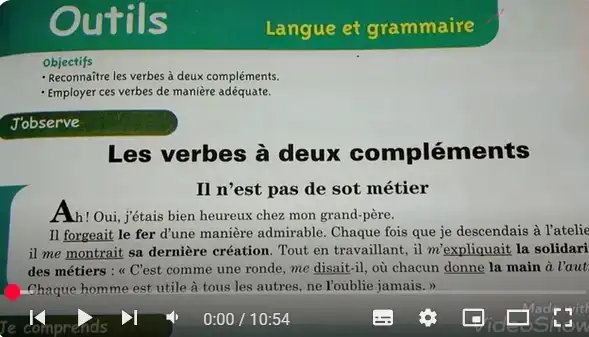 Outils
Langue et grammaire
Objectifs
• Reconnaître les verbes à deux compléments.
• Employer ces verbes de manière adéquate.
J'observe
Les verbes à deux compléments
Il n'est pas de sot métier
Ah ! Oui, j'étais bien heureux chez mon grand-père.
Il forgeait le fer d'une manière admirable. Chaque fois que je descendais à l'atelie
il me montrait sa dernière création. Tout en travaillant, il m'expliquait la solidari
des métiers : « C'est comme une ronde, me disait-il, où chacun donne la main à l'aut
Chaque homme est utile à tous les autres, ne l'oublie jamais. »
Made with
0:00 / 10:54
VideoShow
Je comprends